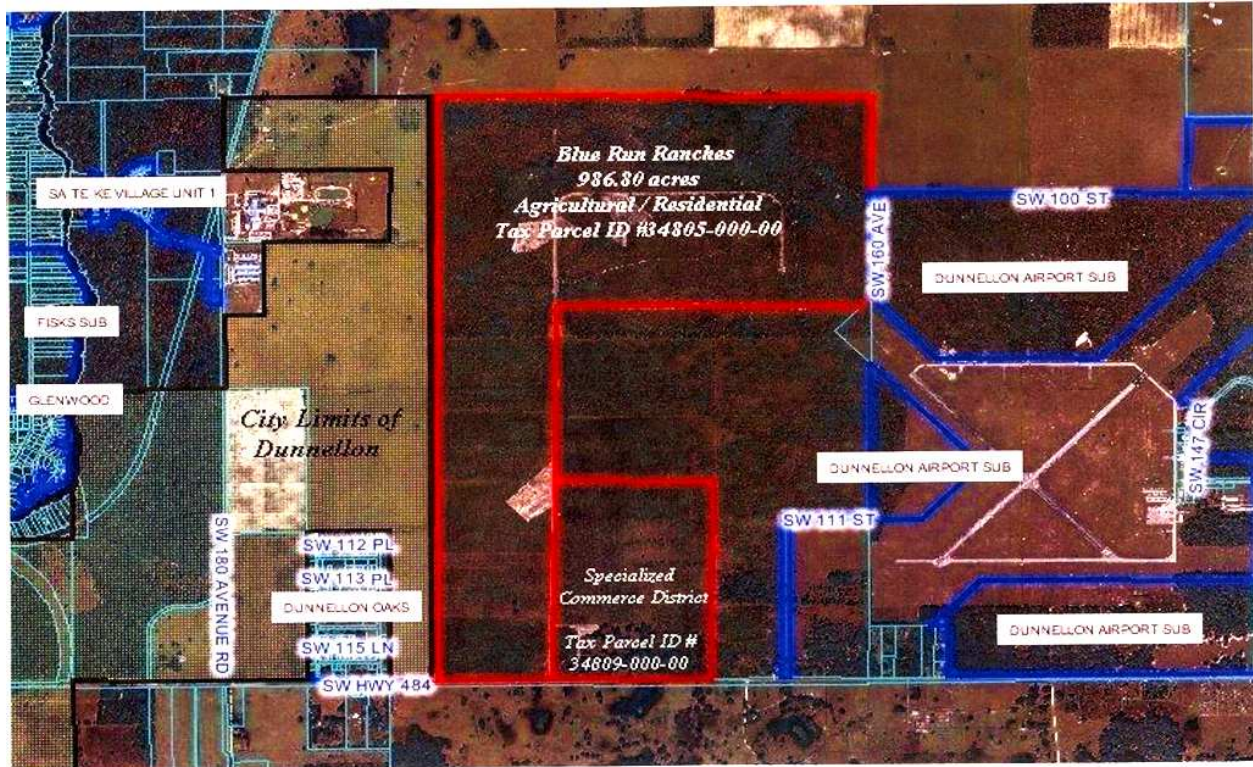 Blue Run Ranches
986.80 acres
Agricultural / Residential
Tax Parcel ID #34805-000-00
SA TE KE VILLAGE UNIT 1
SW 100 ST
SW 160 AVE
DUNNELLON AIRPORT SUB
FISKS SUB
GLENWOOD
City Limits of
Dunnellon
DUNNELLON AIRPORT SUB
SW 147 CIR
SW 111 ST
SW 180 AVENUE RD
SW 112 PL
SW 113 PL
DUNNELLON OAKS
SW 115 LN
SW HWY 484
Specialized
Commerce District
Tax Parcel ID #
34809-000-00
DUNNELLON AIRPORT SUB